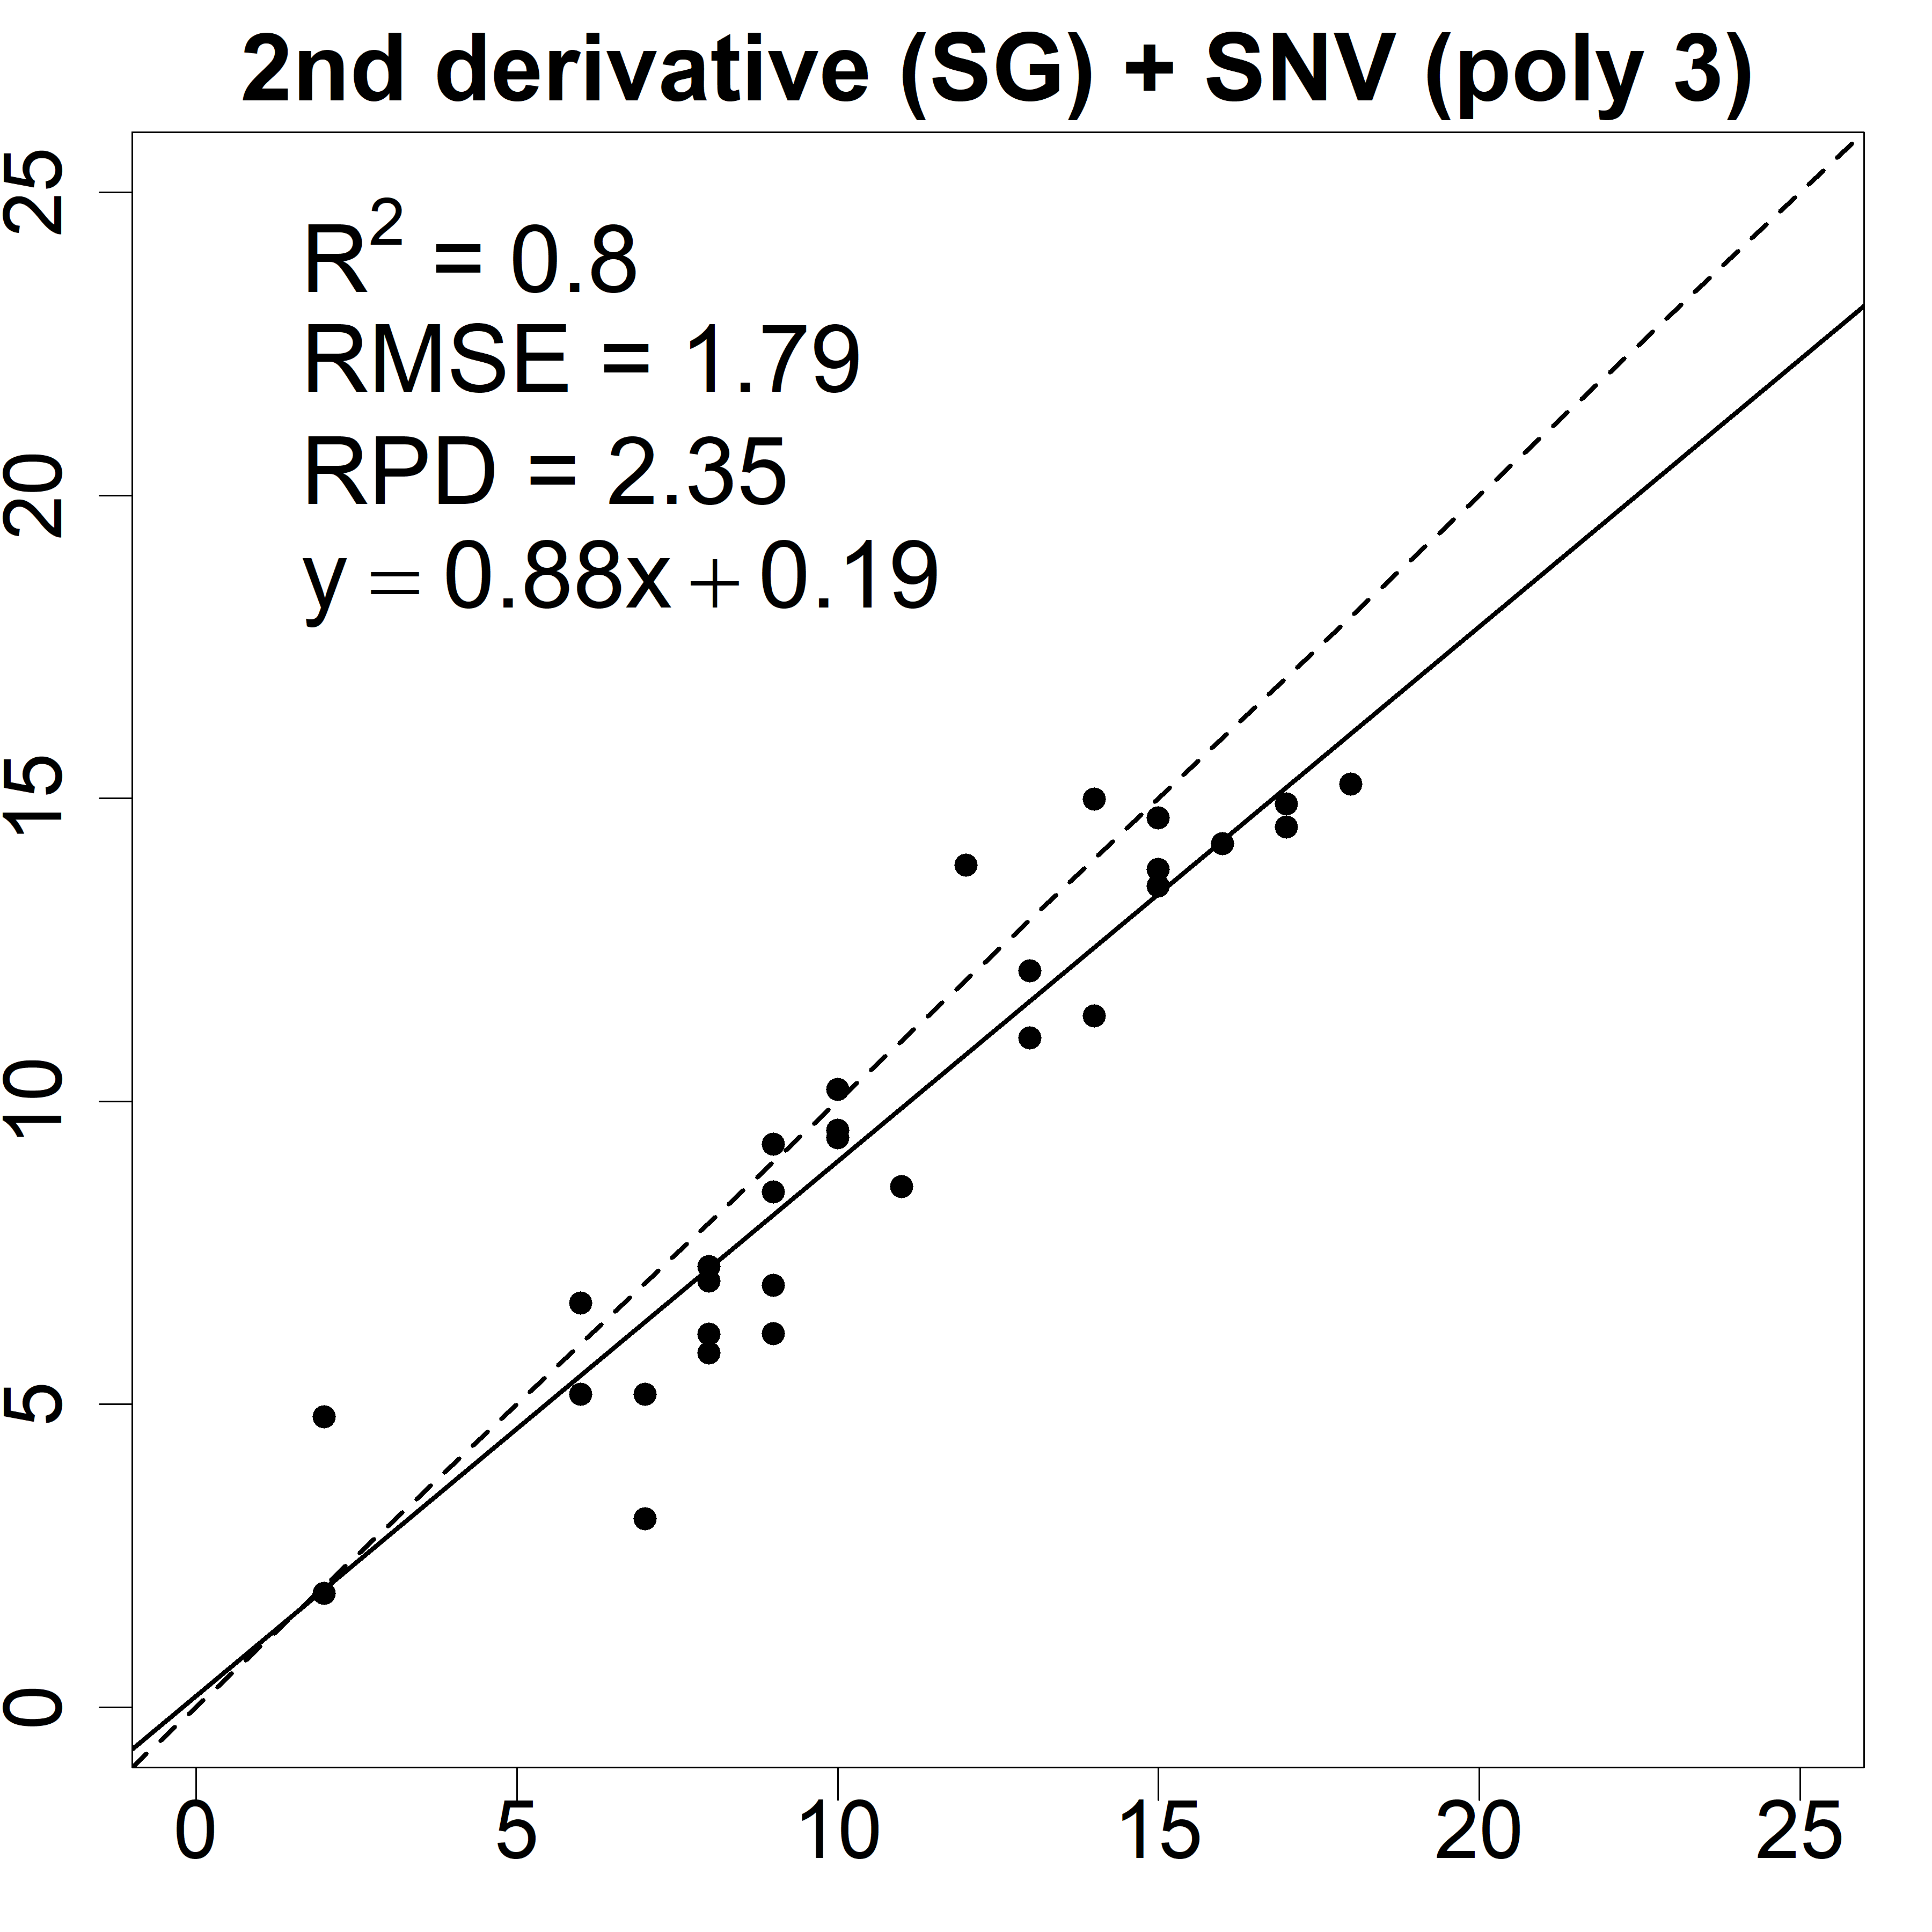 2nd derivative (SG) + SNV (poly 3)
R² = 0.8
RMSE = 1.79
RPD = 2.35
y = 0.88x + 0.19
25
20
15
10
5
0
0 5 10 15 20 25